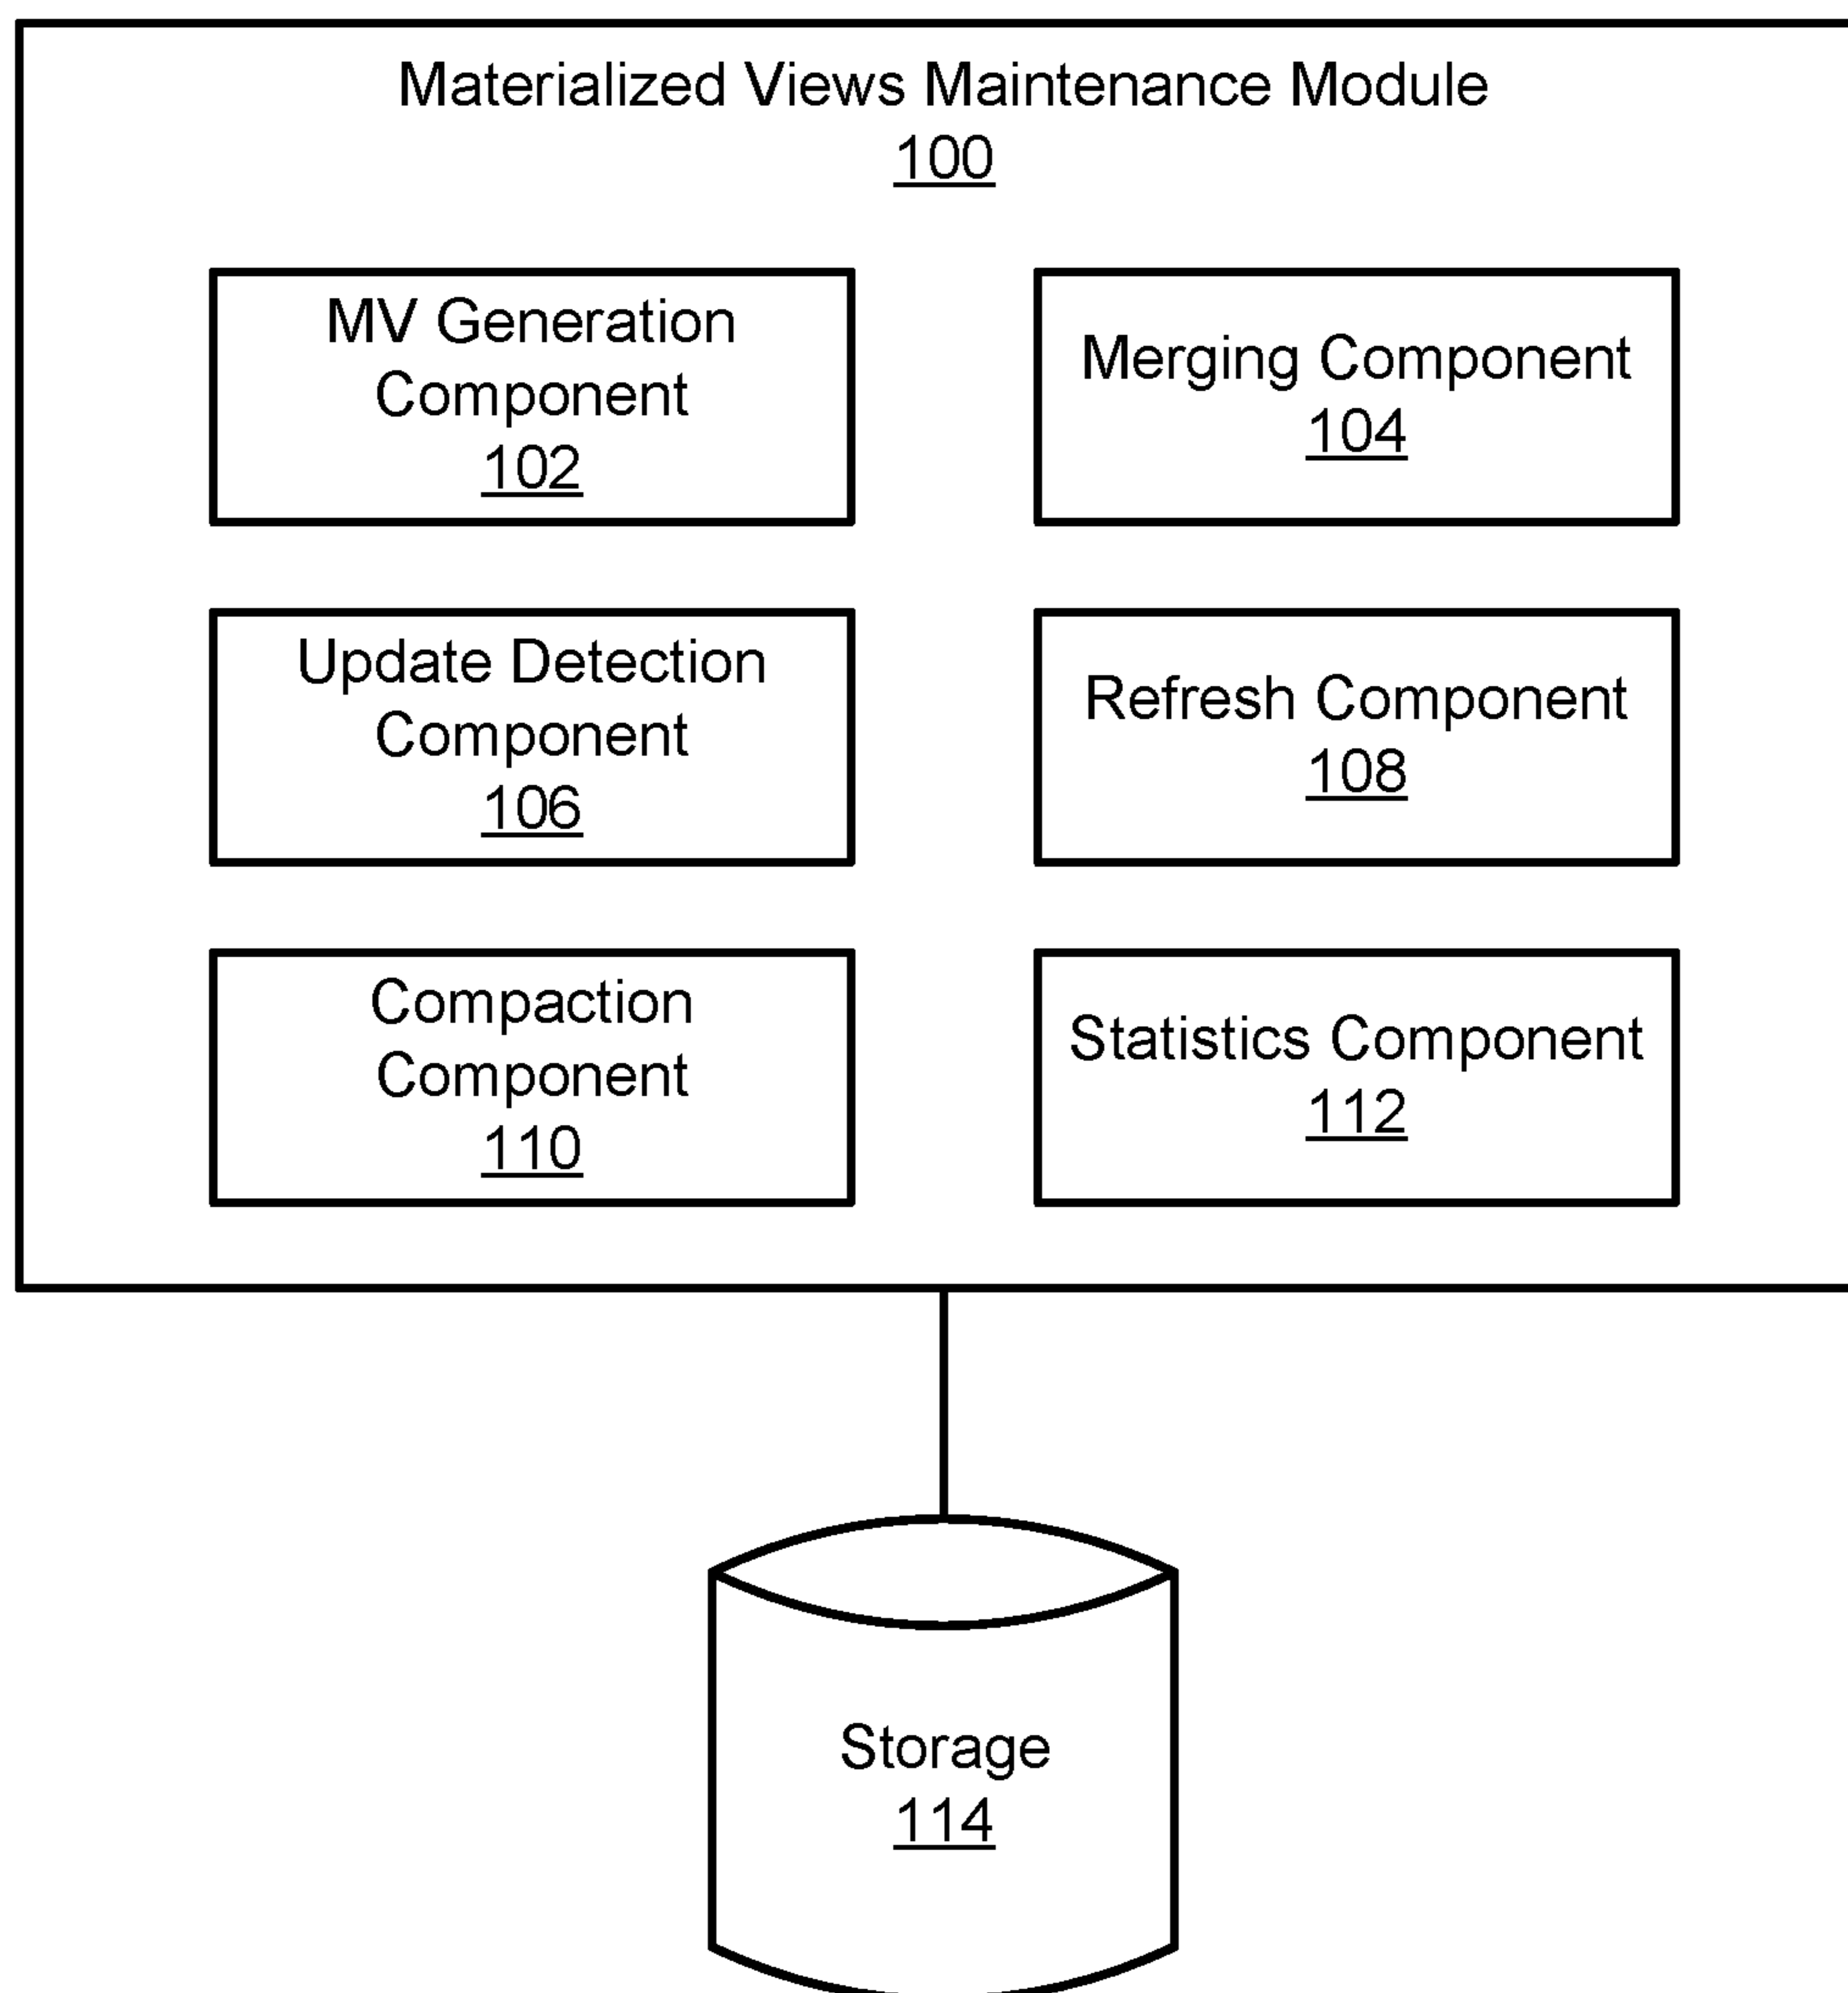 Materialized Views Maintenance Module
100
MV Generation
Component
102
Merging Component
104
Update Detection
Component
106
Refresh Component
108
Compaction
Component
110
Statistics Component
112
Storage
114